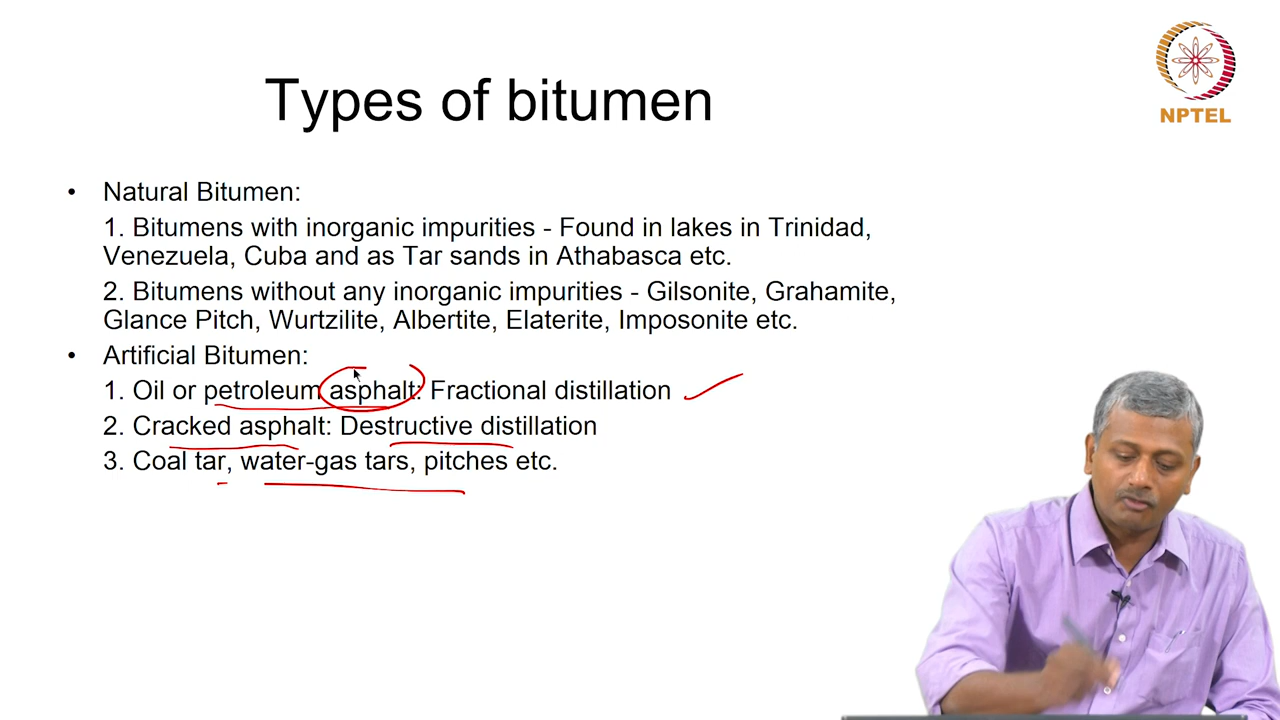 Types of bitumen
NPTEL
• Natural Bitumen:
1. Bitumens with inorganic impurities - Found in lakes in Trinidad,
Venezuela, Cuba and as Tar sands in Athabasca etc.
2. Bitumens without any inorganic impurities - Gilsonite, Grahamite,
Glance Pitch, Wurtzilite, Albertite, Elaterite, Imposonite etc.
• Artificial Bitumen:
1. Oil or petroleum asphalt: Fractional distillation
2. Cracked asphalt: Destructive distillation
3. Coal tar, water-gas tars, pitches etc.